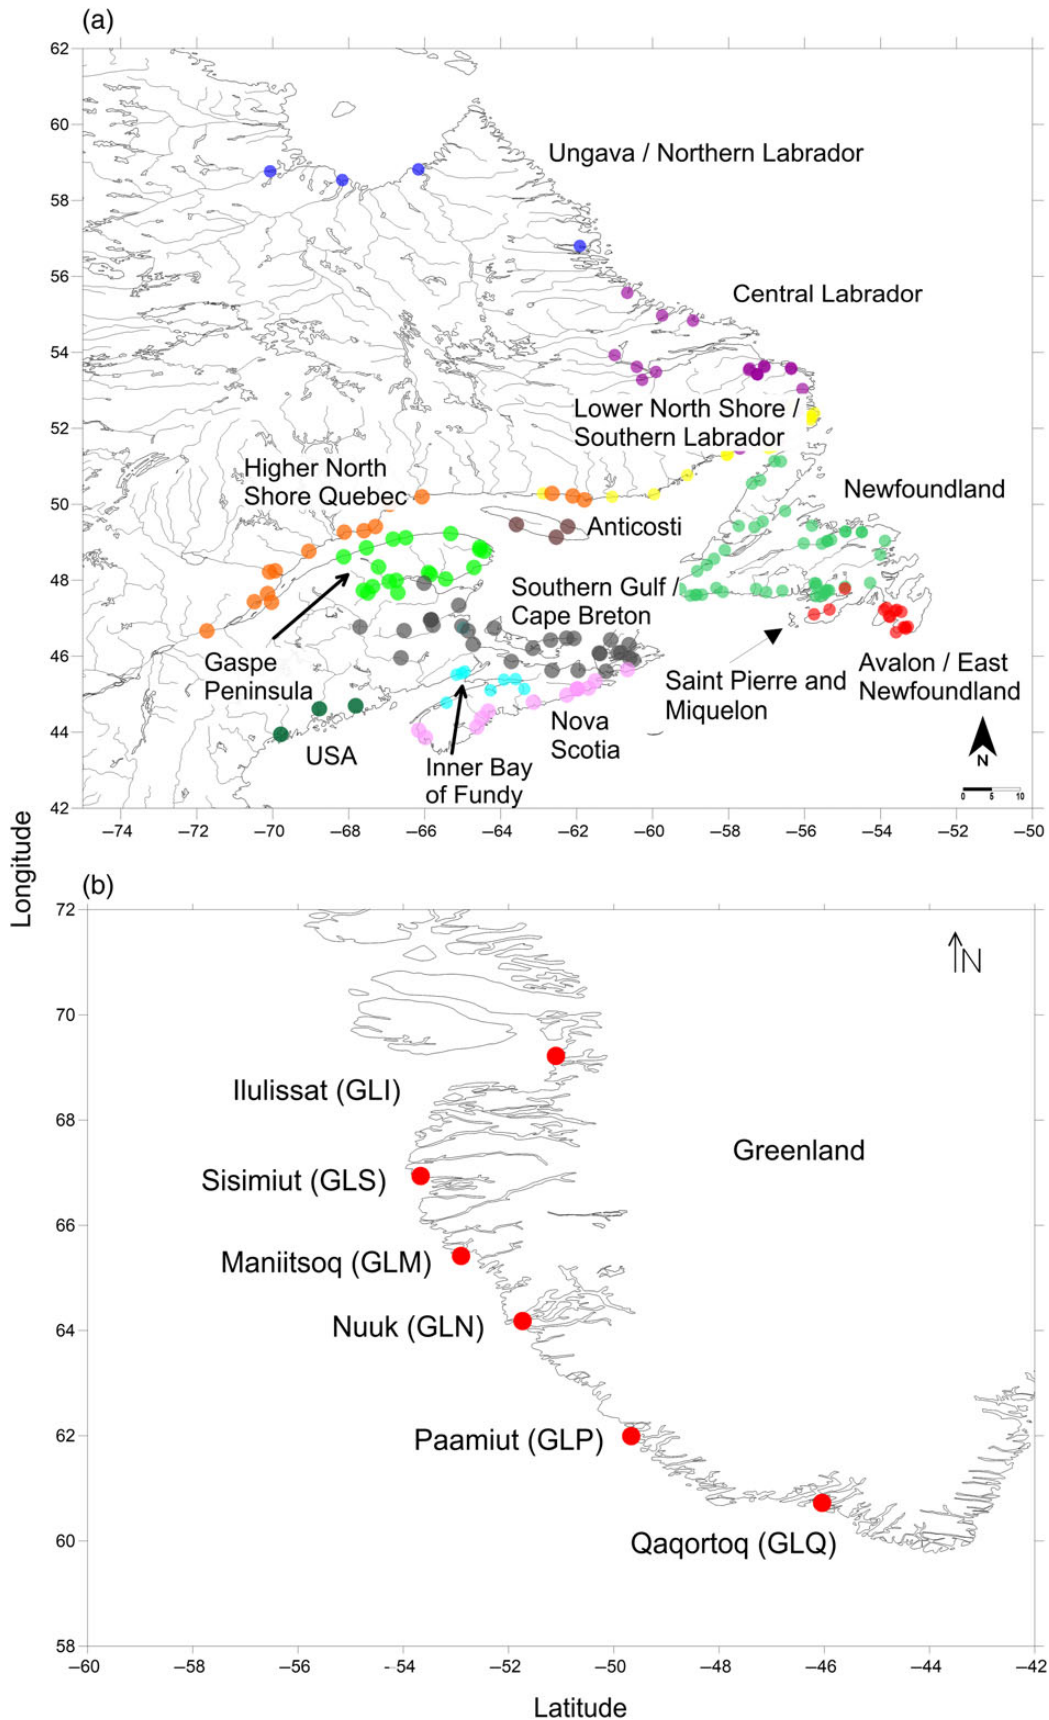 (a)
62
60
58
56
54
52
50
48
46
44
42
Ungava / Northern Labrador
Central Labrador
Lower North Shore /
Southern Labrador
Higher North
Shore Quebec
Newfoundland
Anticosti
Southern Gulf /
Cape Breton
Gaspe
Peninsula
Saint Pierre and
Miquelon
Avalon / East
Newfoundland
Nova
Scotia
USA
Inner Bay
of Fundy
N
0 5 10
−74 −72 −70 −68 −66 −64 −62 −60 −58 −56 −54 −52 −50
Longitude
(b)
72
70
68
66
64
62
60
58
N
Ilulissat (GLI)
Greenland
Sisimiut (GLS)
Maniitsoq (GLM)
Nuuk (GLN)
Paamiut (GLP)
Qaqortoq (GLQ)
−60 −58 −56 −54 −52 −50 −48 −46 −44 −42
Latitude